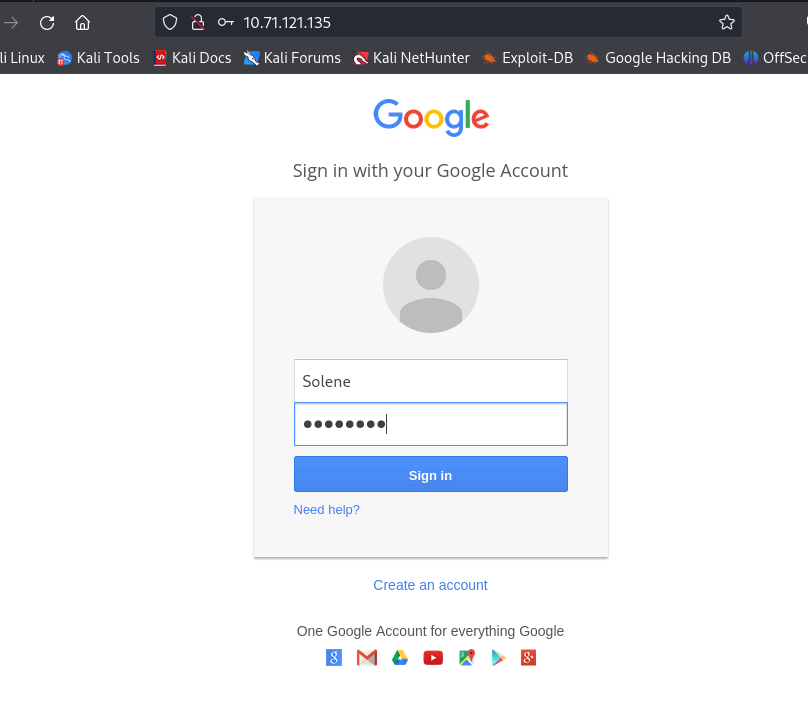 10.71.121.135
li Linux Kali Tools Kali Docs Kali Forums Kali NetHunter Exploit-DB Google Hacking DB OffSec
Google
Sign in with your Google Account
Solene
Sign in
Need help?
Create an account
One Google Account for everything Google